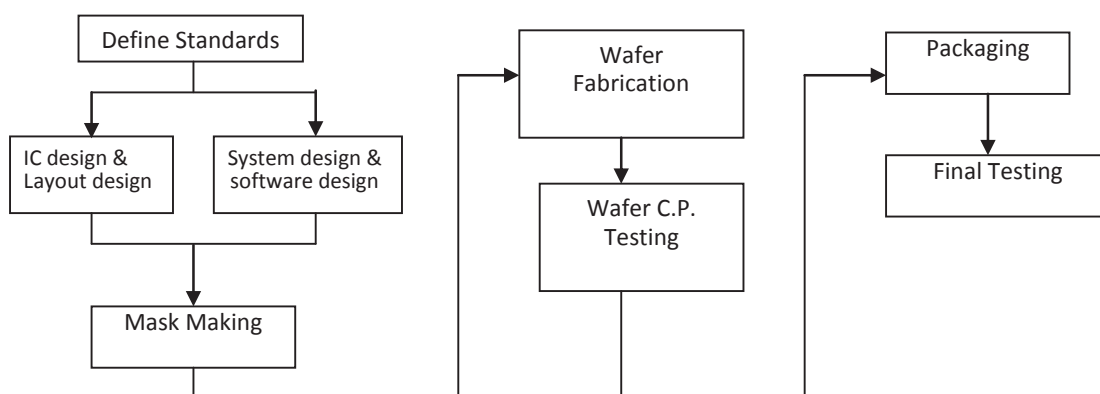 Define Standards
IC design &
Layout design
System design &
software design
Mask Making
Wafer
Fabrication
Wafer C.P.
Testing
Packaging
Final Testing